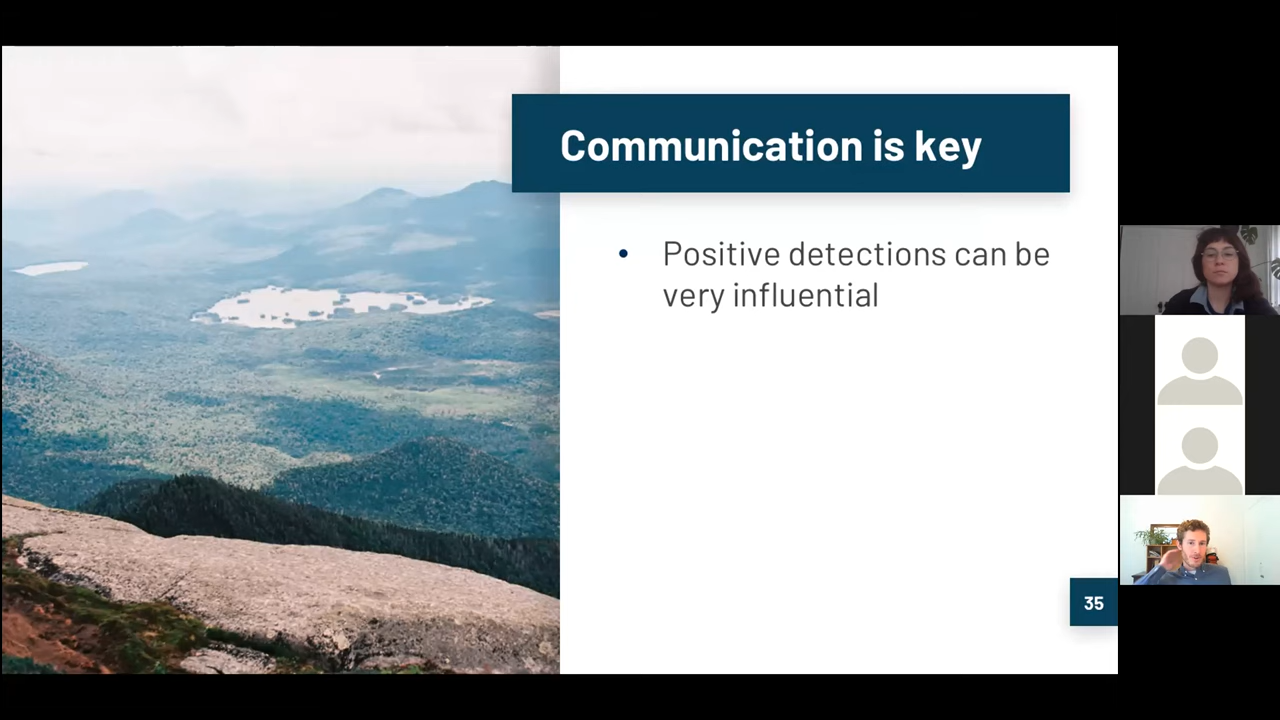 Communication is key
• Positive detections can be
very influential
35